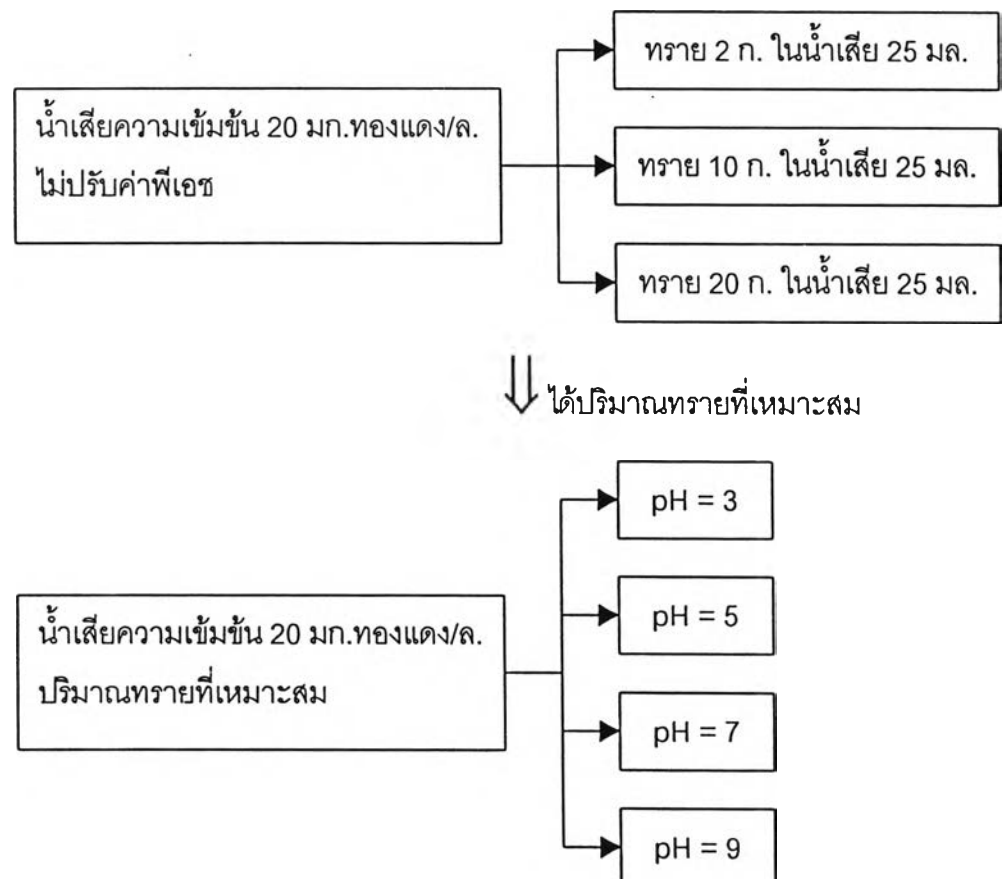 น้ำเสียความเข้มข้น 20 มก.ทองแดง/ล.
ไม่ปรับค่าพีเอช
ทราย 2 ก. ในน้ำเสีย 25 มล.
ทราย 10 ก. ในน้ำเสีย 25 มล.
ทราย 20 ก. ในน้ำเสีย 25 มล.
ได้ปริมาณทรายที่เหมาะสม
น้ำเสียความเข้มข้น 20 มก.ทองแดง/ล.
ปริมาณทรายที่เหมาะสม
pH = 3
pH = 5
pH = 7
pH = 9